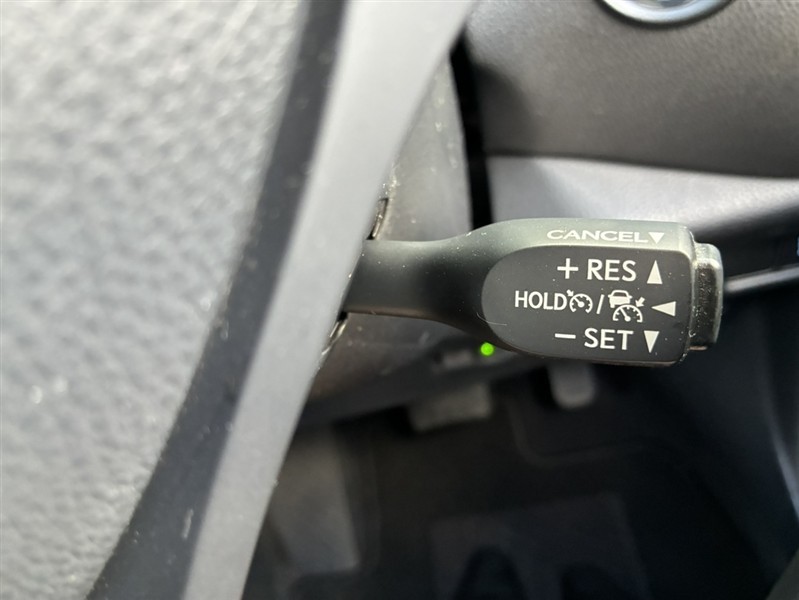 CANCEL▼
+ RES ▲
HOLD / ◀
− SET ▼